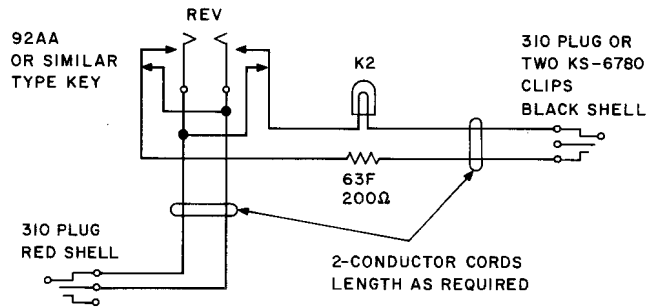 REV
92AA
OR SIMILAR
TYPE KEY
K2
310 PLUG OR
TWO KS-6780
CLIPS
BLACK SHELL
63F
200Ω
310 PLUG
RED SHELL
2-CONDUCTOR CORDS
LENGTH AS REQUIRED